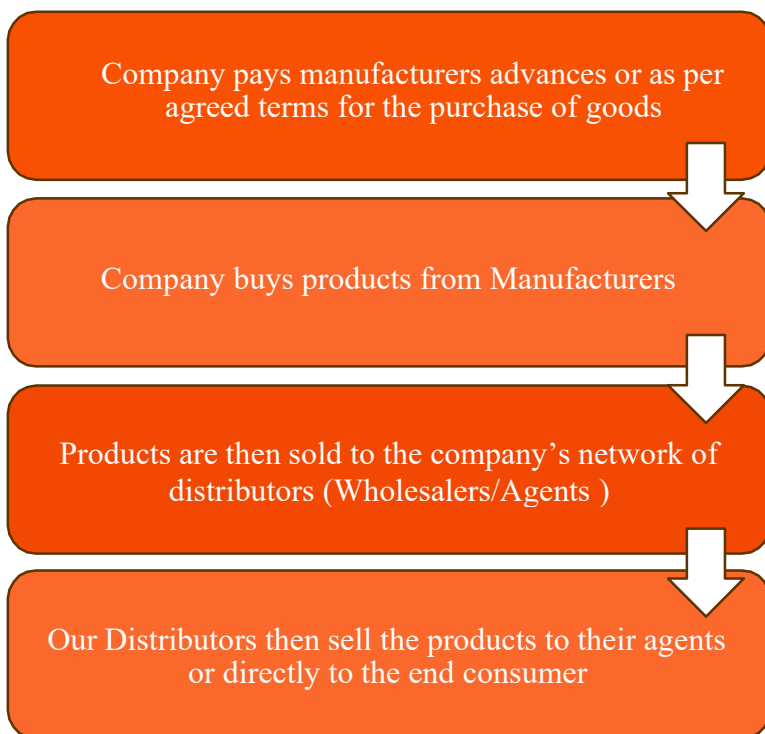 Company pays manufacturers advances or as per
agreed terms for the purchase of goods
Company buys products from Manufacturers
Products are then sold to the company’s network of
distributors (Wholesalers/Agents )
Our Distributors then sell the products to their agents
or directly to the end consumer